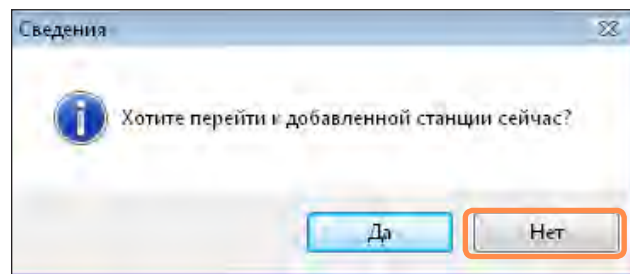 Сведения
Хотите перейти к добавленной станции сейчас?
Да Нет